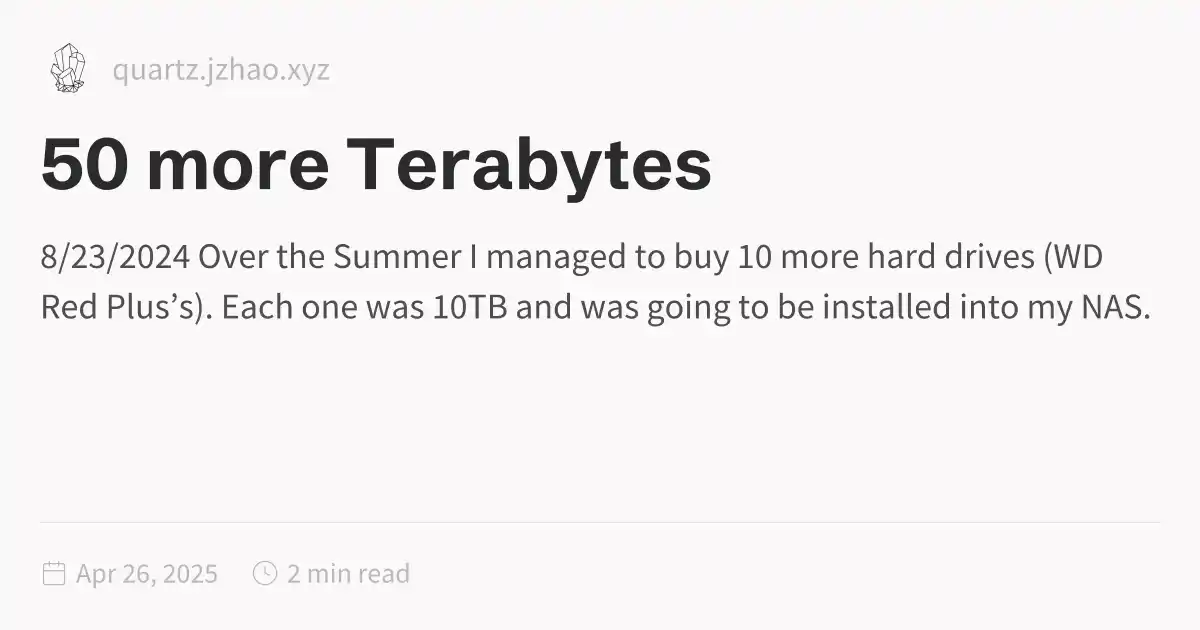 quartz.jzhao.xyz
50 more Terabytes
8/23/2024 Over the Summer I managed to buy 10 more hard drives (WD
Red Plus’s). Each one was 10TB and was going to be installed into my NAS.
Apr 26, 2025 2 min read